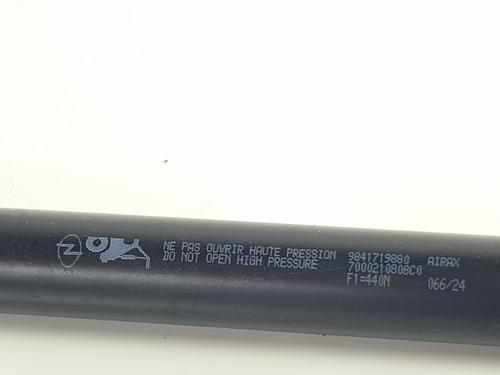 NE PAS OUVRIR HAUTE PRESSION
DO NOT OPEN HIGH PRESSURE
9841719880 AIRAX
7000210808C0
F1=440N 066/24